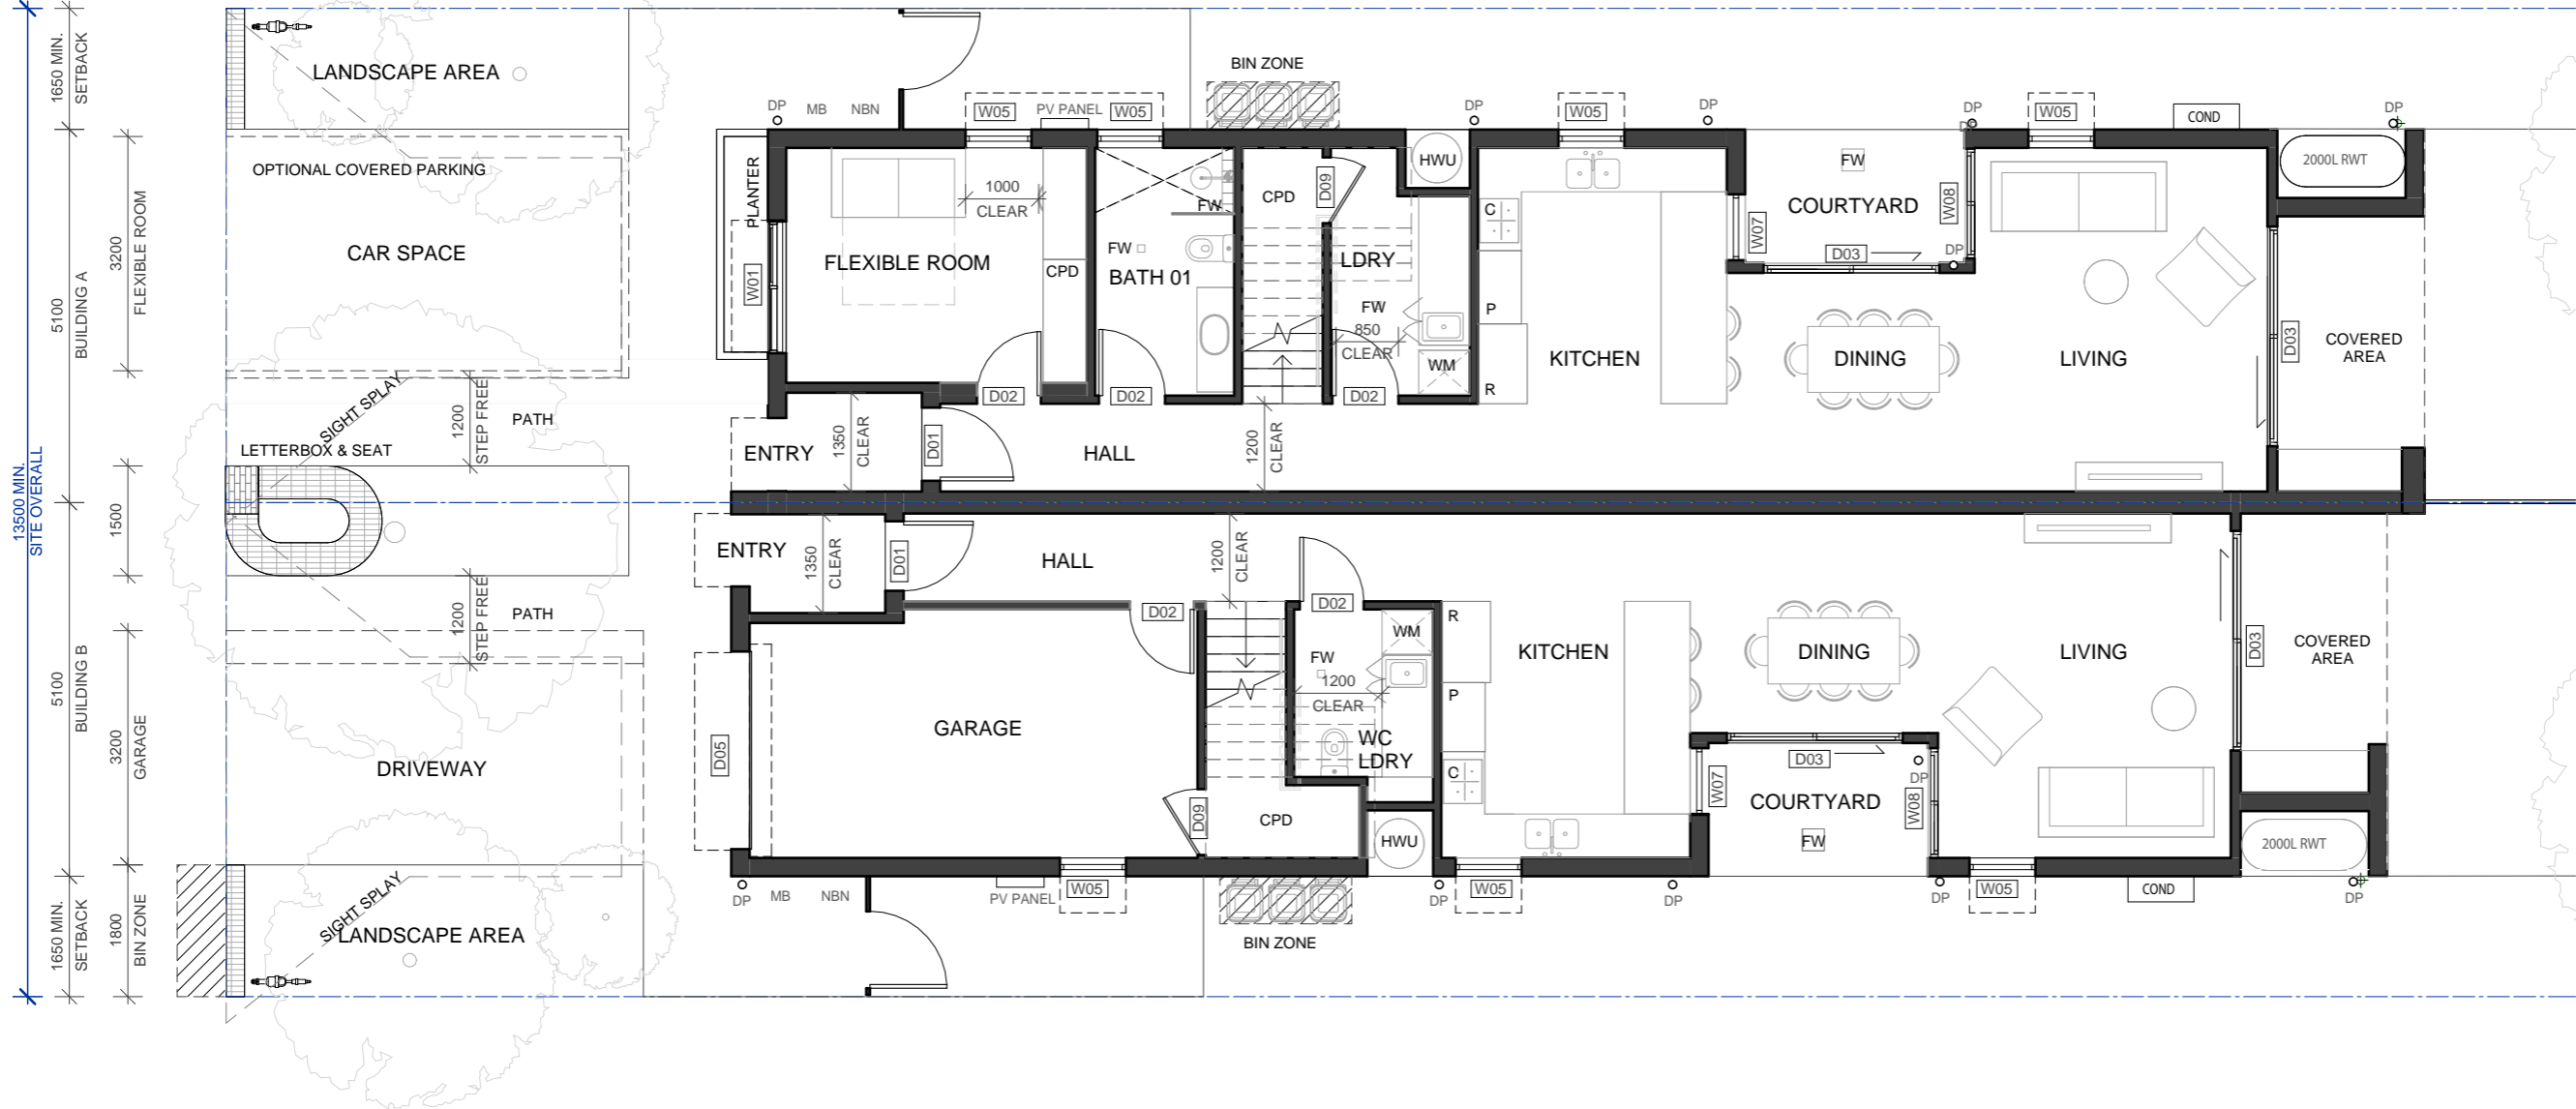 13500 MIN.
SITE OVERALL
1650 MIN.
SETBACK
5100
BUILDING A
3200
FLEXIBLE ROOM
1500
5100
BUILDING B
3200
GARAGE
1650 MIN.
SETBACK
1800
BIN ZONE
LANDSCAPE AREA
OPTIONAL COVERED PARKING
CAR SPACE
SIGHT SPLAY
1200
STEP FREE
PATH
LETTERBOX & SEAT
1200
STEP FREE
PATH
DRIVEWAY
SIGHT SPLAY
LANDSCAPE AREA
DP
MB
NBN
W05
PV PANEL
W05
BIN ZONE
DP
W05
DP
DP
DP
W05
COND
DP
PLANTER
W01
FLEXIBLE ROOM
1000
CLEAR
CPD
D02
FW
FW
BATH 01
D02
CPD
D09
LDRY
FW
850
CLEAR
WM
D02
HWU
C
P
R
KITCHEN
FW
COURTYARD
W07
W08
D03
DP
DINING
LIVING
D03
2000L RWT
COVERED
AREA
ENTRY
1350
CLEAR
D01
HALL
1200
CLEAR
ENTRY
1350
CLEAR
D01
HALL
1200
CLEAR
D02
D02
GARAGE
D05
D09
CPD
WM
FW
1200
CLEAR
WC
LDRY
HWU
R
P
C
KITCHEN
DINING
LIVING
D03
COVERED
AREA
D03
DP
W07
COURTYARD
W08
FW
2000L RWT
DP
MB
NBN
PV PANEL
W05
BIN ZONE
DP
W05
DP
DP
W05
COND
DP